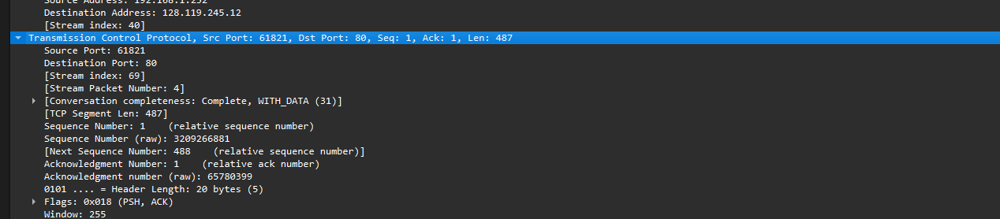 Source Address: 192.168.1.252
Destination Address: 128.119.245.12
[Stream index: 40]
Transmission Control Protocol, Src Port: 61821, Dst Port: 80, Seq: 1, Ack: 1, Len: 487
Source Port: 61821
Destination Port: 80
[Stream index: 69]
[Stream Packet Number: 4]
[Conversation completeness: Complete, WITH_DATA (31)]
[TCP Segment Len: 487]
Sequence Number: 1    (relative sequence number)
Sequence Number (raw): 3209266881
[Next Sequence Number: 488    (relative sequence number)]
Acknowledgment Number: 1    (relative ack number)
Acknowledgment number (raw): 65780399
0101 .... = Header Length: 20 bytes (5)
Flags: 0x018 (PSH, ACK)
Window: 255